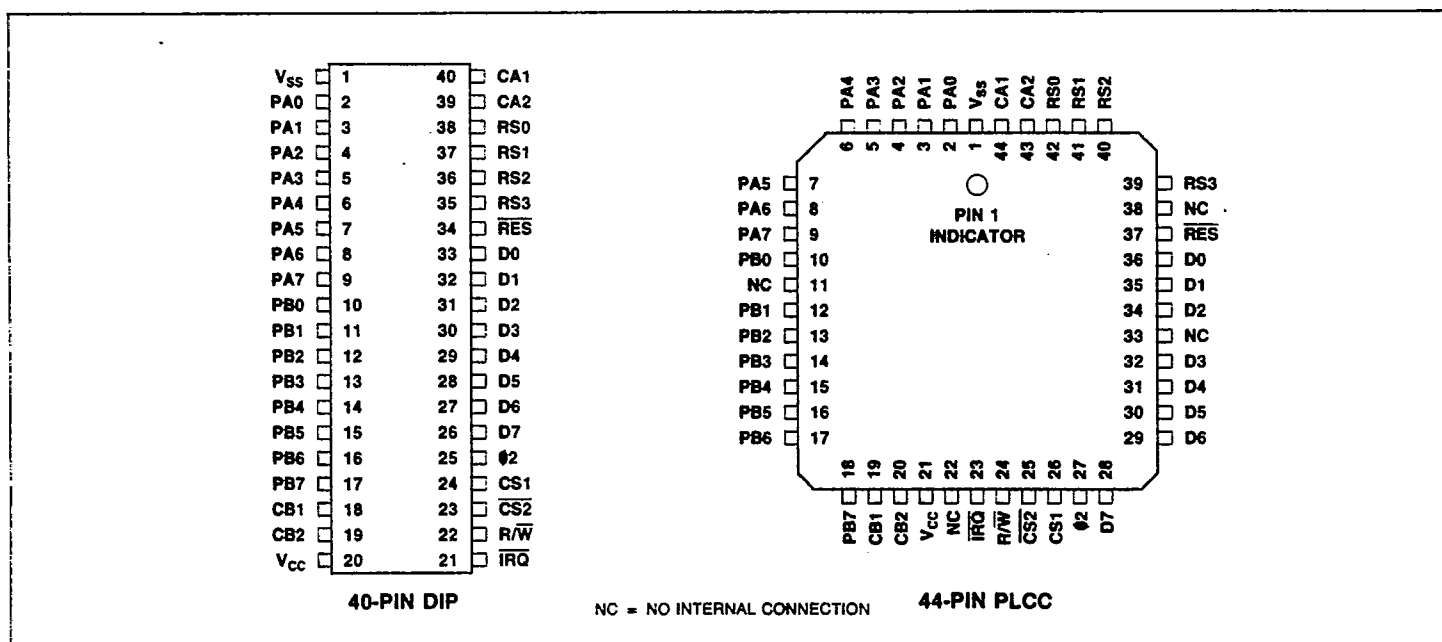 VSS 1 40 CA1
PA0 2 39 CA2
PA1 3 38 RS0
PA2 4 37 RS1
PA3 5 36 RS2
PA4 6 35 RS3
PA5 7 34 R̅E̅S̅
PA6 8 33 D0
PA7 9 32 D1
PB0 10 31 D2
PB1 11 30 D3
PB2 12 29 D4
PB3 13 28 D5
PB4 14 27 D6
PB5 15 26 D7
PB6 16 25 ϕ2
PB7 17 24 CS1
CB1 18 23 C̅S̅2̅
CB2 19 22 R/W̅
VCC 20 21 I̅R̅Q̅
40-PIN DIP
PA4 PA3 PA2 PA1 PA0 VSS CA1 CA2 RS0 RS1 RS2
6 5 4 3 2 1 44 43 42 41 40
PA5 7 39 RS3
PA6 8 38 NC
PA7 9 37 R̅E̅S̅
PB0 10 36 D0
NC 11 35 D1
PB1 12 34 D2
PB2 13 33 NC
PB3 14 32 D3
PB4 15 31 D4
PB5 16 30 D5
PB6 17 29 D6
PIN 1
INDICATOR
18 19 20 21 22 23 24 25 26 27 28
PB7 CB1 CB2 VCC NC I̅R̅Q̅ R/W̅ C̅S̅2̅ CS1 ϕ2 D7
44-PIN PLCC
NC = NO INTERNAL CONNECTION